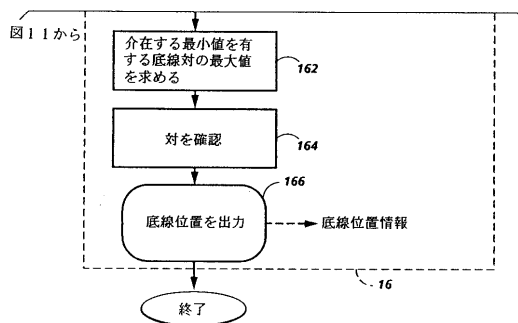 図11から
介在する最小値を有
する底線対の最大値
を求める
162
対を確認
164
166
底線位置を出力
底線位置情報
16
終了